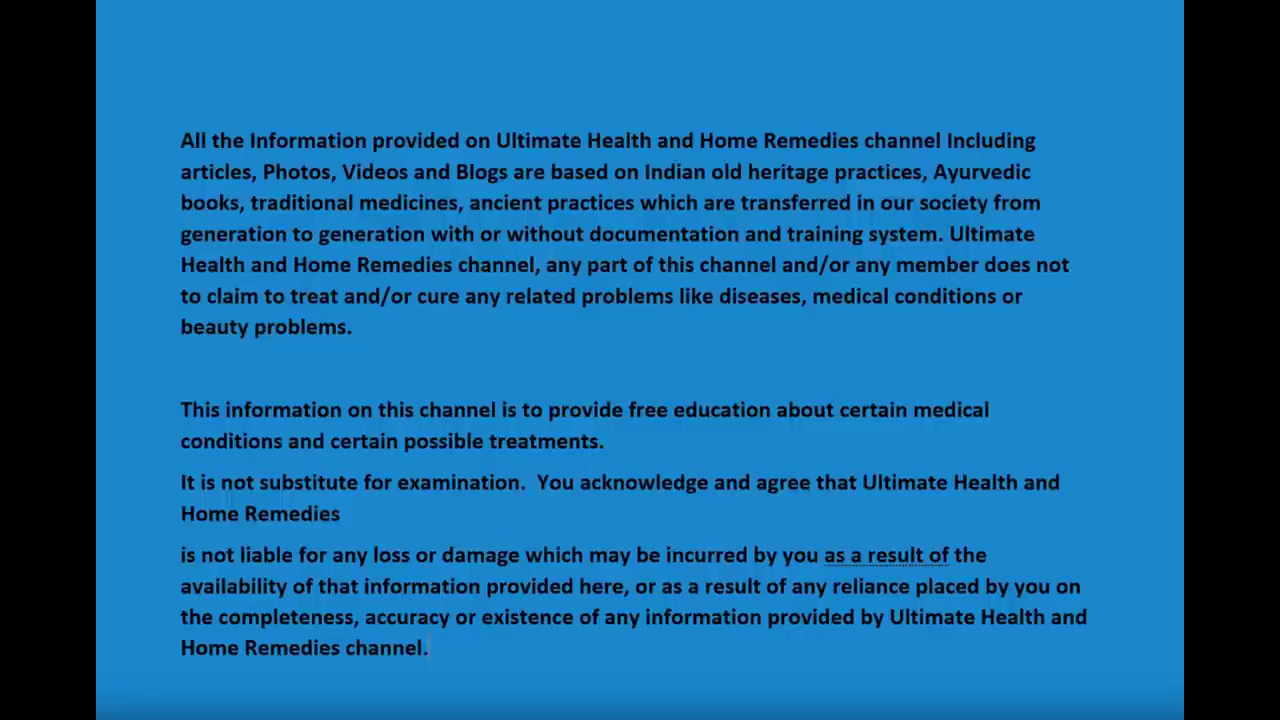 All the Information provided on Ultimate Health and Home Remedies channel Including
articles, Photos, Videos and Blogs are based on Indian old heritage practices, Ayurvedic
books, traditional medicines, ancient practices which are transferred in our society from
generation to generation with or without documentation and training system. Ultimate
Health and Home Remedies channel, any part of this channel and/or any member does not
to claim to treat and/or cure any related problems like diseases, medical conditions or
beauty problems.
This information on this channel is to provide free education about certain medical
conditions and certain possible treatments.
It is not substitute for examination.  You acknowledge and agree that Ultimate Health and
Home Remedies
is not liable for any loss or damage which may be incurred by you as a result of the
availability of that information provided here, or as a result of any reliance placed by you on
the completeness, accuracy or existence of any information provided by Ultimate Health and
Home Remedies channel.